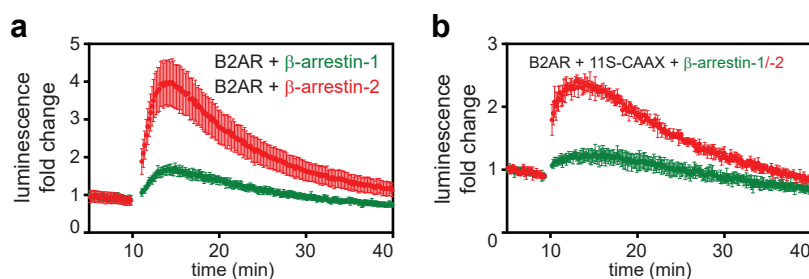 a
luminescence
fold change
5
4
3
2
1
0
B2AR + β-arrestin-1
B2AR + β-arrestin-2
10
20
30
40
time (min)
b
luminescence
fold change
3
2
1
0
B2AR + 11S-CAAX + β-arrestin-1/-2
10
20
30
40
time (min)